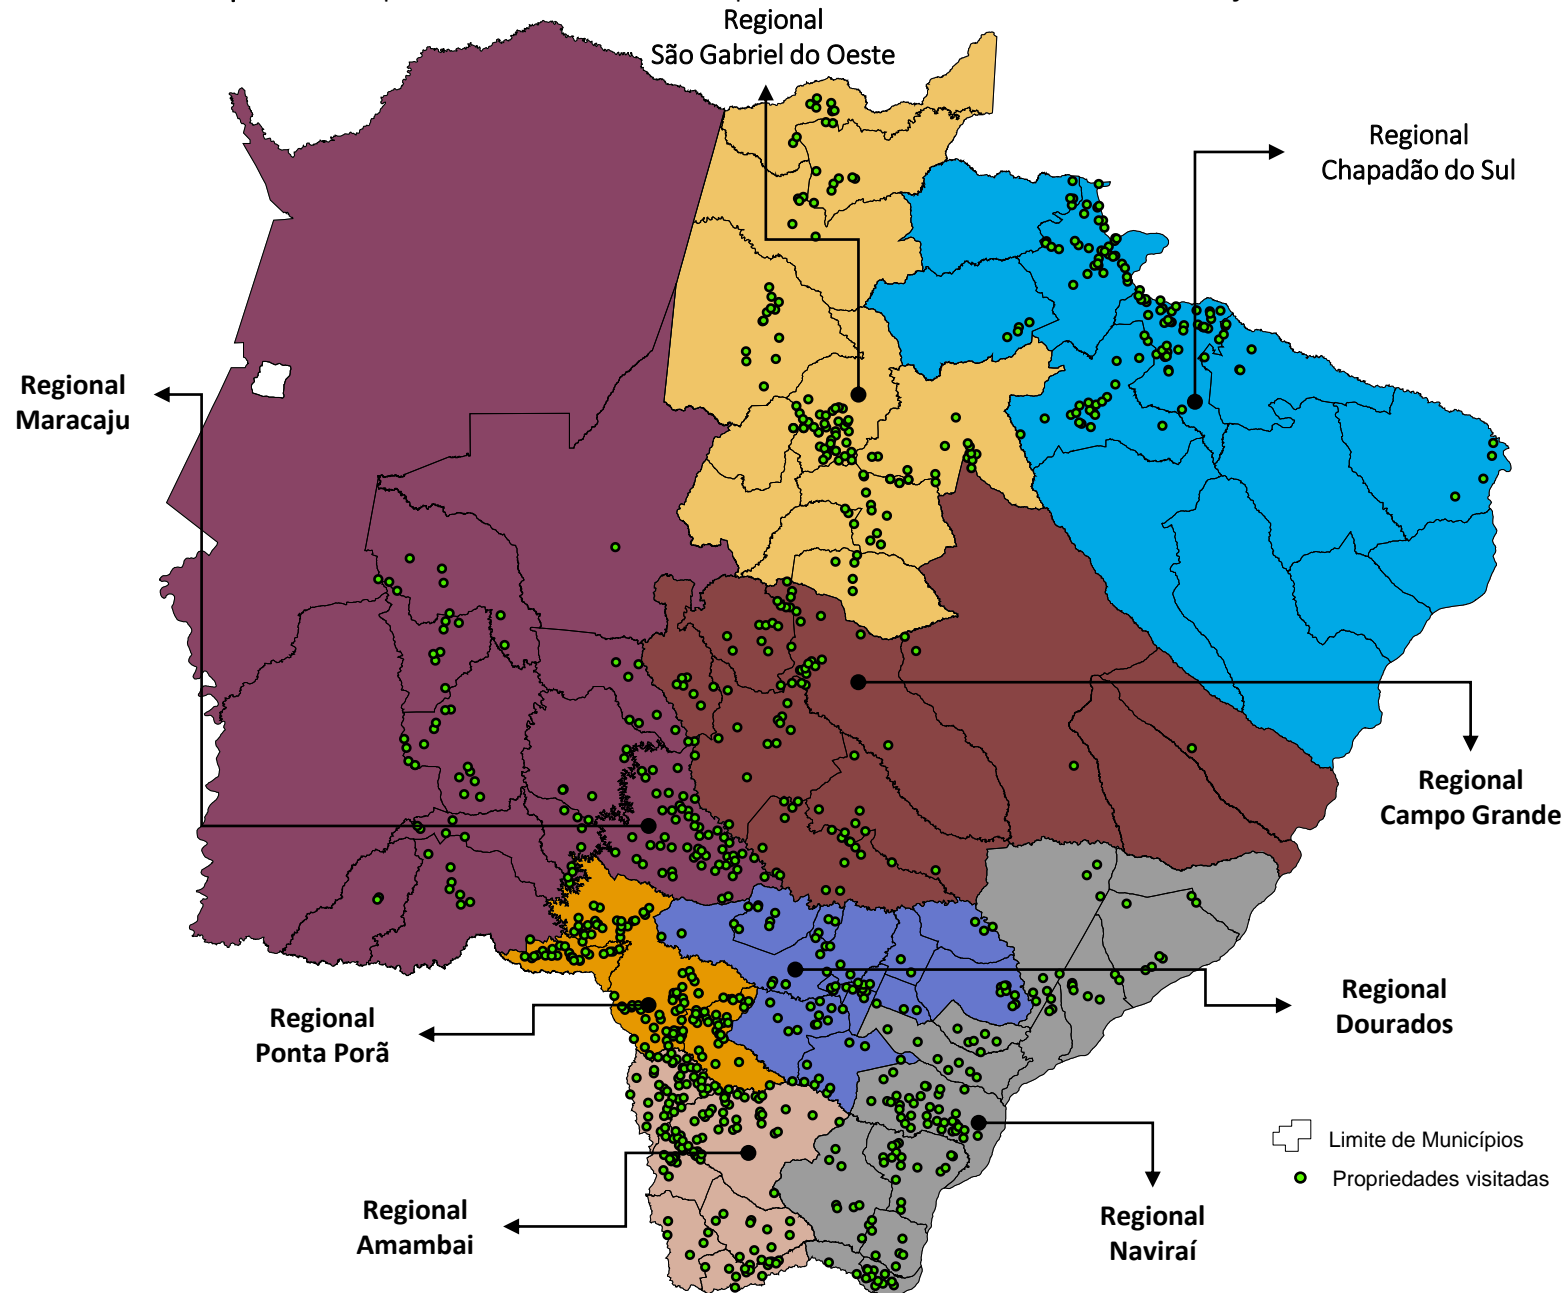 Regional
São Gabriel do Oeste
Regional
Chapadão do Sul
Regional
Maracaju
Regional
Campo Grande
Regional
Dourados
Regional
Ponta Porã
Limite de Municípios
Propriedades visitadas
Regional
Amambai
Regional
Naviraí